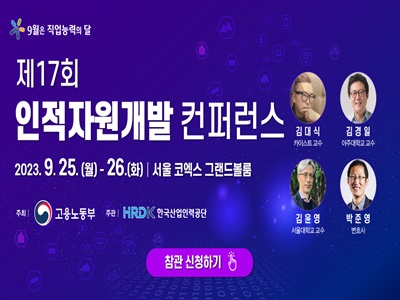 9월은 직업능력의 달
제17회
인적자원개발 컨퍼런스
2023. 9. 25. (월) - 26.(화) | 서울 코엑스 그랜드볼룸
주최 | 고용노동부 주관 | HRDK 한국산업인력공단
김 대 식
카이스트 교수
김 경 일
아주대학교 교수
김 윤 영
서울대학교 교수
박 준 영
변호사
참관 신청하기